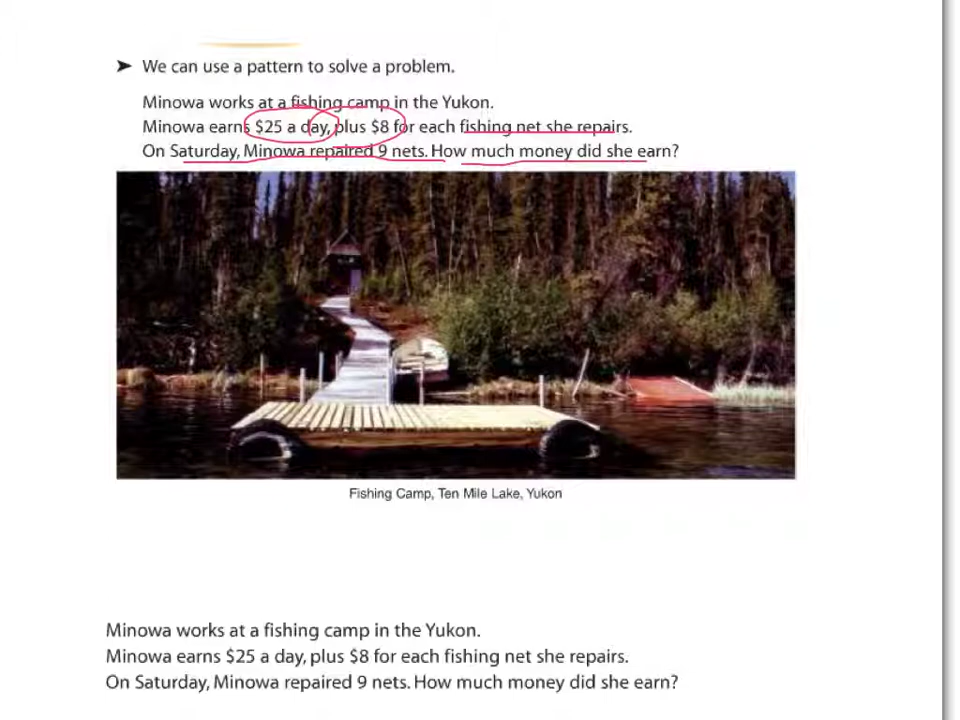 ➤ We can use a pattern to solve a problem.
Minowa works at a fishing camp in the Yukon.
Minowa earns $25 a day, plus $8 for each fishing net she repairs.
On Saturday, Minowa repaired 9 nets. How much money did she earn?
Fishing Camp, Ten Mile Lake, Yukon
Minowa works at a fishing camp in the Yukon.
Minowa earns $25 a day, plus $8 for each fishing net she repairs.
On Saturday, Minowa repaired 9 nets. How much money did she earn?